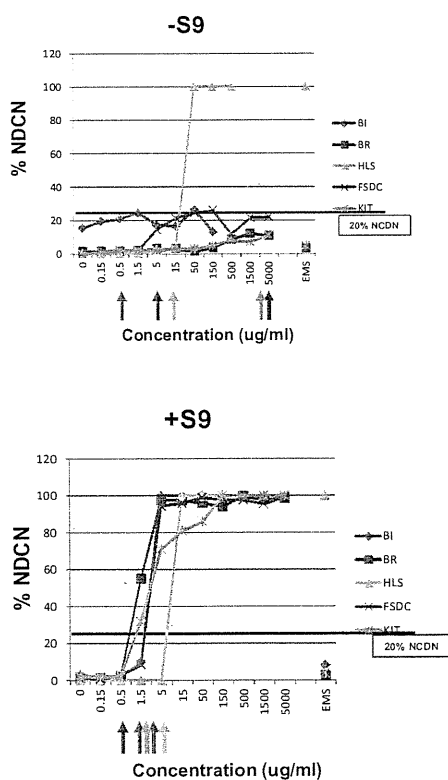 -S9
% NDCN
120
100
80
60
40
20
0
0 0.15 0.5 1.5 5 15 50 150 500 1500 5000 EMS
BI
BR
HLS
FSDC
KIT
20% NCDN
Concentration (ug/ml)
+S9
% NDCN
120
100
80
60
40
20
0
0 0.15 0.5 1.5 5 15 50 150 500 1500 5000 EMS
BI
BR
HLS
FSDC
KIT
20% NCDN
Concentration (ug/ml)